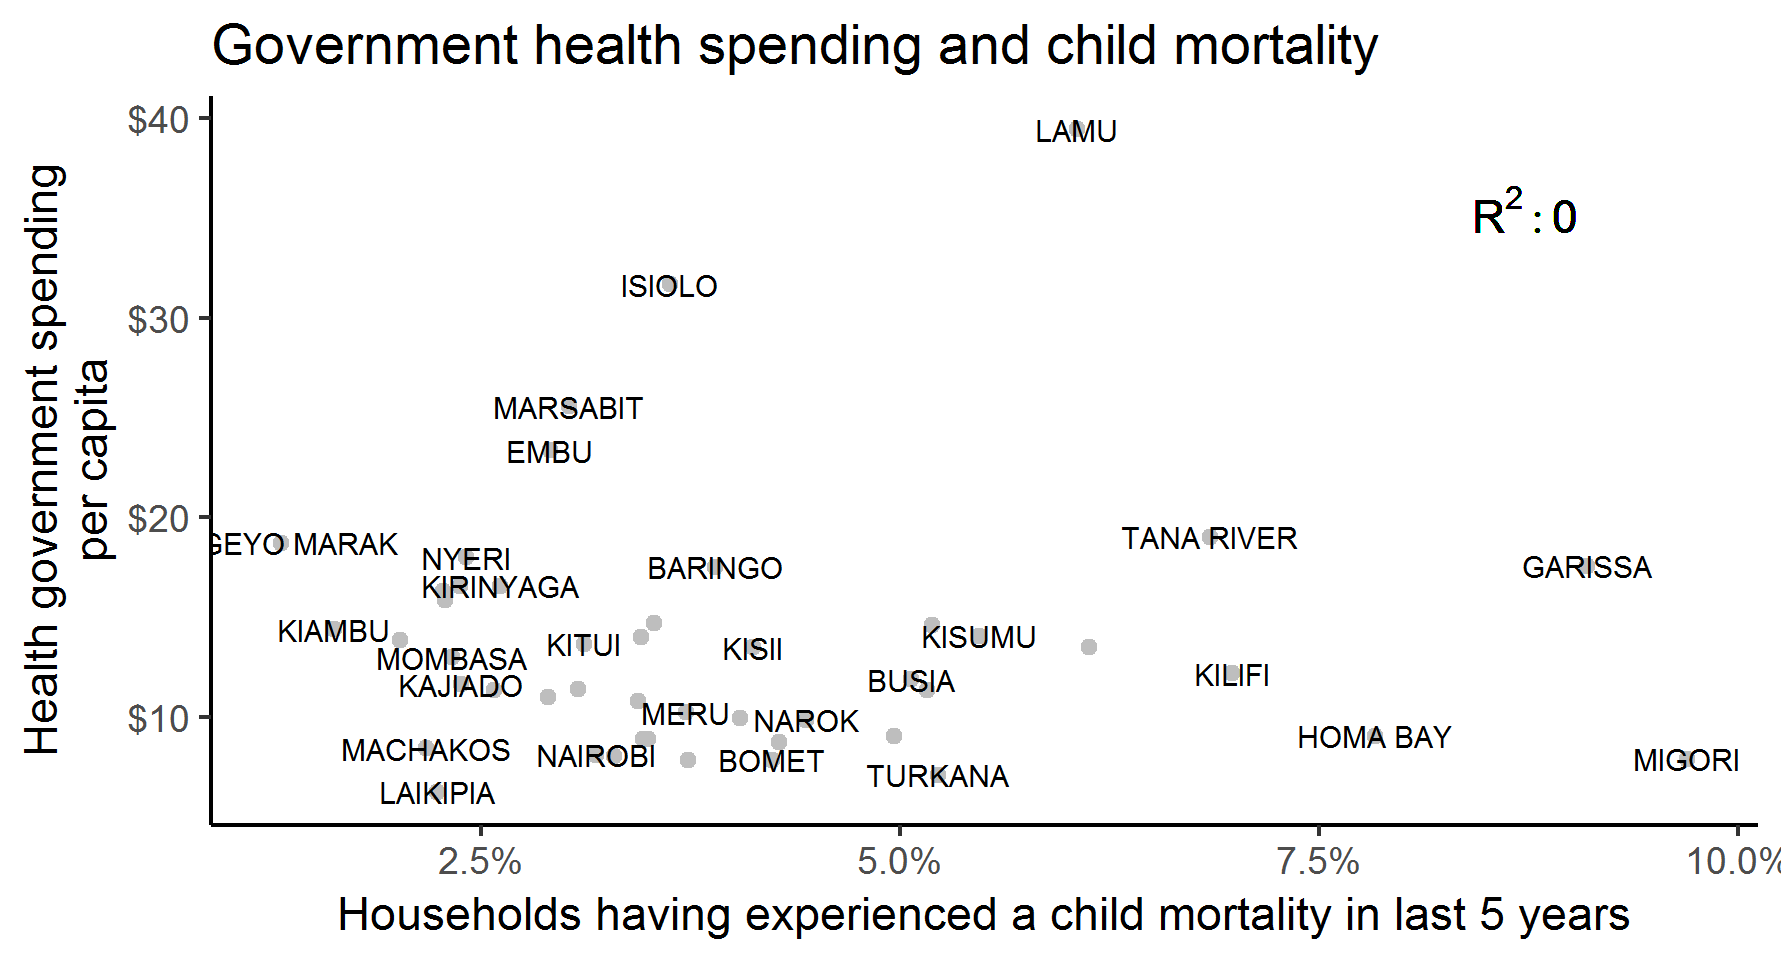 Government health spending and child mortality
Health government spending
per capita
$40
$30
$20
$10
LAMU
R²: 0
ISIOLO
MARSABIT
EMBU
GEYO MARAK
NYERI
BARINGO
TANA RIVER
GARISSA
KIRINYAGA
KIAMBU
KITUI
KISII
KISUMU
MOMBASA
KAJIADO
BUSIA
KILIFI
MERU
NAROK
HOMA BAY
MACHAKOS
NAIROBI
BOMET
TURKANA
MIGORI
LAIKIPIA
2.5%
5.0%
7.5%
10.0%
Households having experienced a child mortality in last 5 years